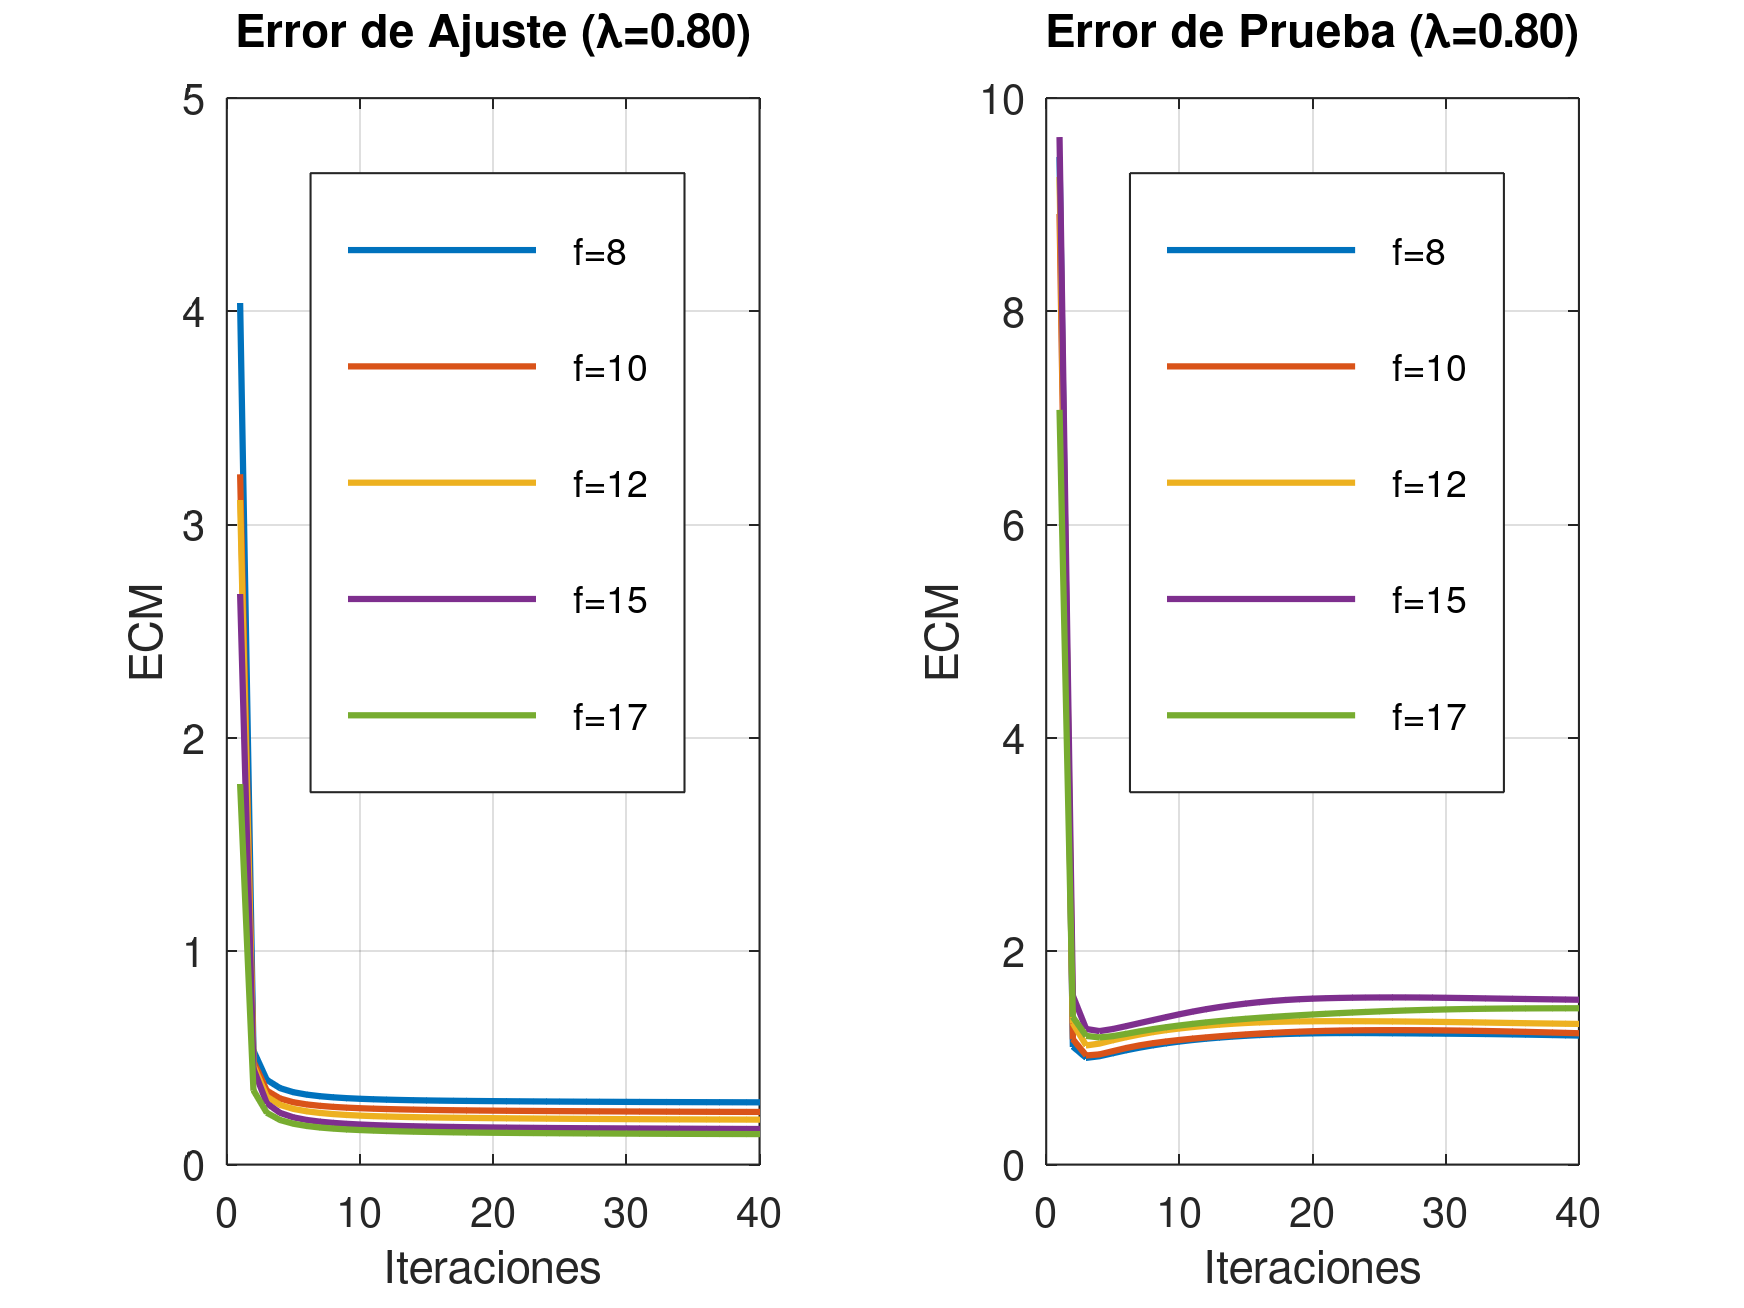 Error de Ajuste (λ=0.80)
5
4
3
2
1
0
ECM
f=8
f=10
f=12
f=15
f=17
0 10 20 30 40
Iteraciones
Error de Prueba (λ=0.80)
10
8
6
4
2
0
ECM
f=8
f=10
f=12
f=15
f=17
0 10 20 30 40
Iteraciones